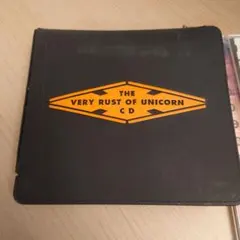 THE
VERY RUST OF UNICORN
CD